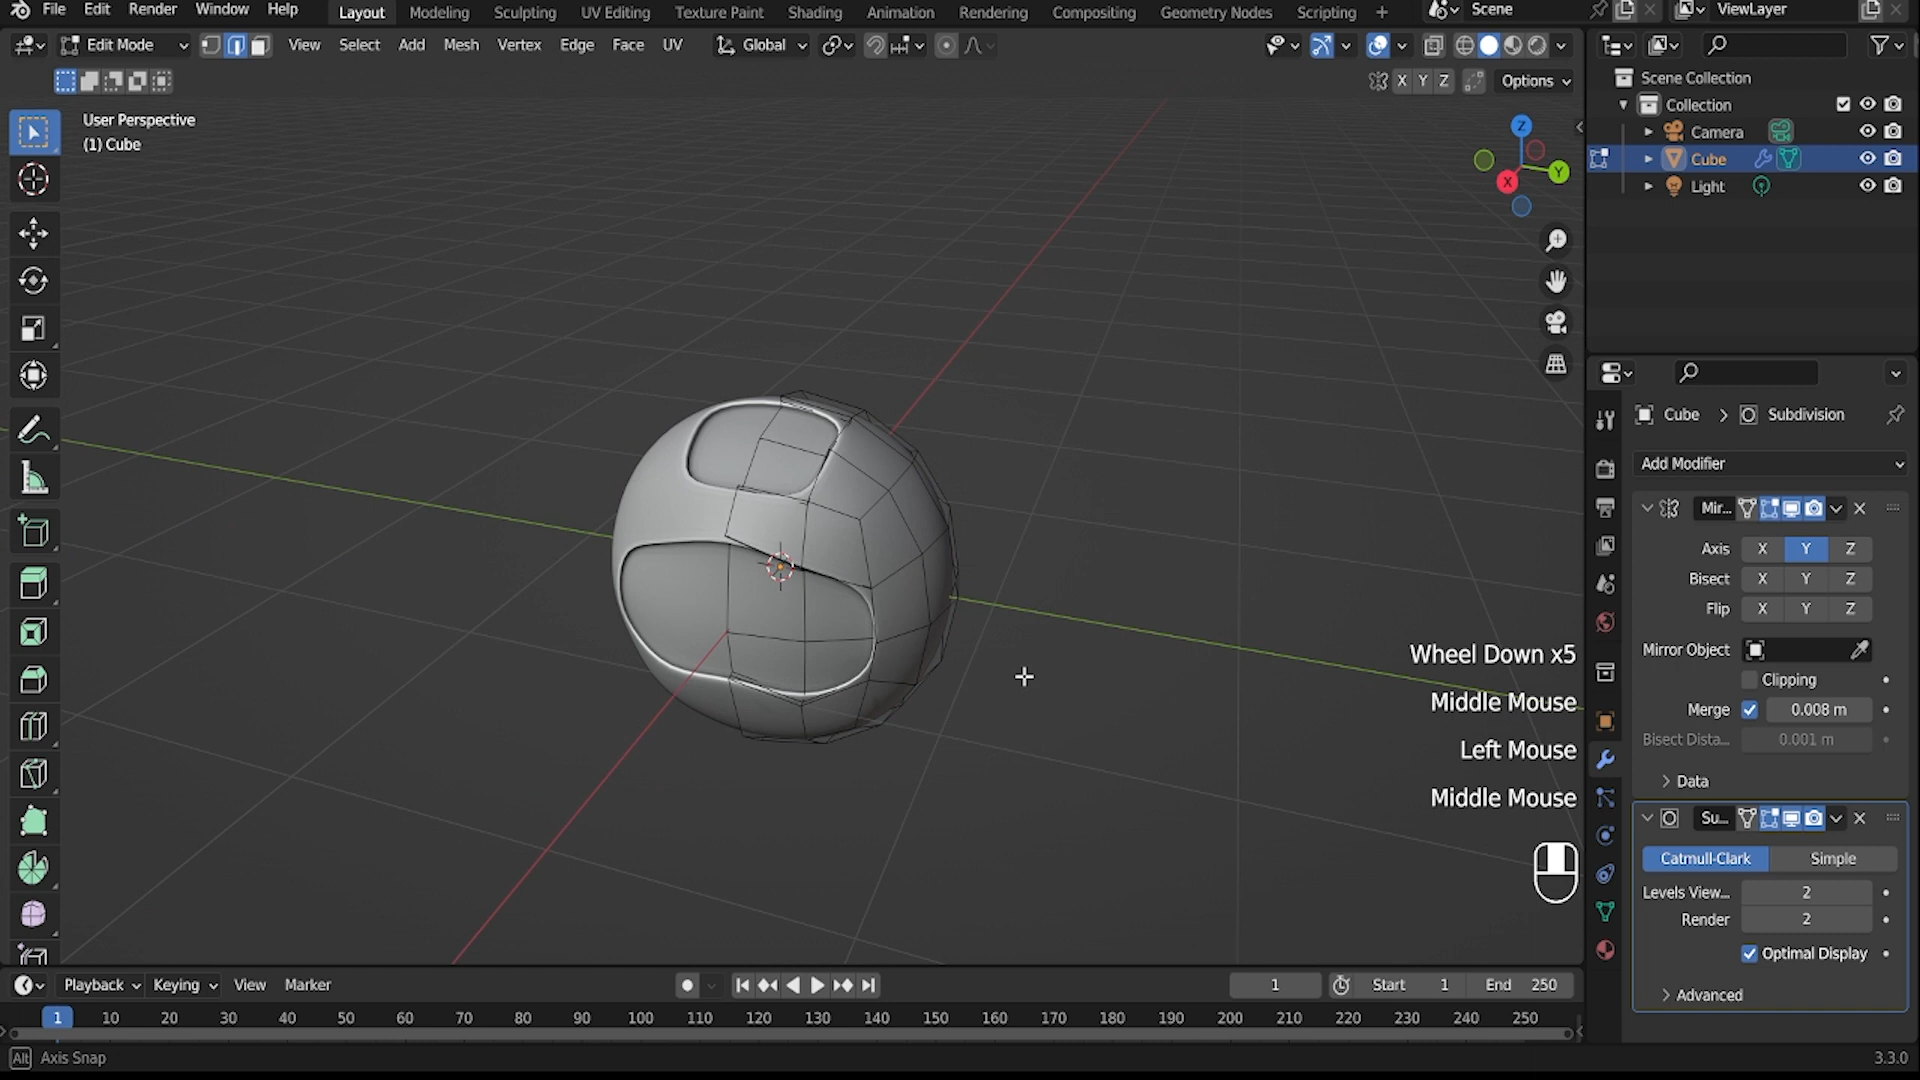 File Edit Render Window Help Layout Modeling Sculpting UV Editing Texture Paint Shading Animation Rendering Compositing Geometry Nodes Scripting + Scene ViewLayer
Edit Mode View Select Add Mesh Vertex Edge Face UV Global
X Y Z Options
User Perspective
(1) Cube
Z
Y
X
Scene Collection
Collection
Camera
Cube
Light
Cube > Subdivision
Add Modifier
Mir...
Axis X Y Z
Bisect X Y Z
Flip X Y Z
Mirror Object
Clipping
Merge 0.008 m
Bisect Dista... 0.001 m
Data
Su...
Catmull-Clark Simple
Levels View... 2
Render 2
Optimal Display
Advanced
Wheel Down x5
Middle Mouse
Left Mouse
Middle Mouse
Playback Keying View Marker 1 Start 1 End 250
1 10 20 30 40 50 60 70 80 90 100 110 120 130 140 150 160 170 180 190 200 210 220 230 240 250
Alt Axis Snap 3.3.0